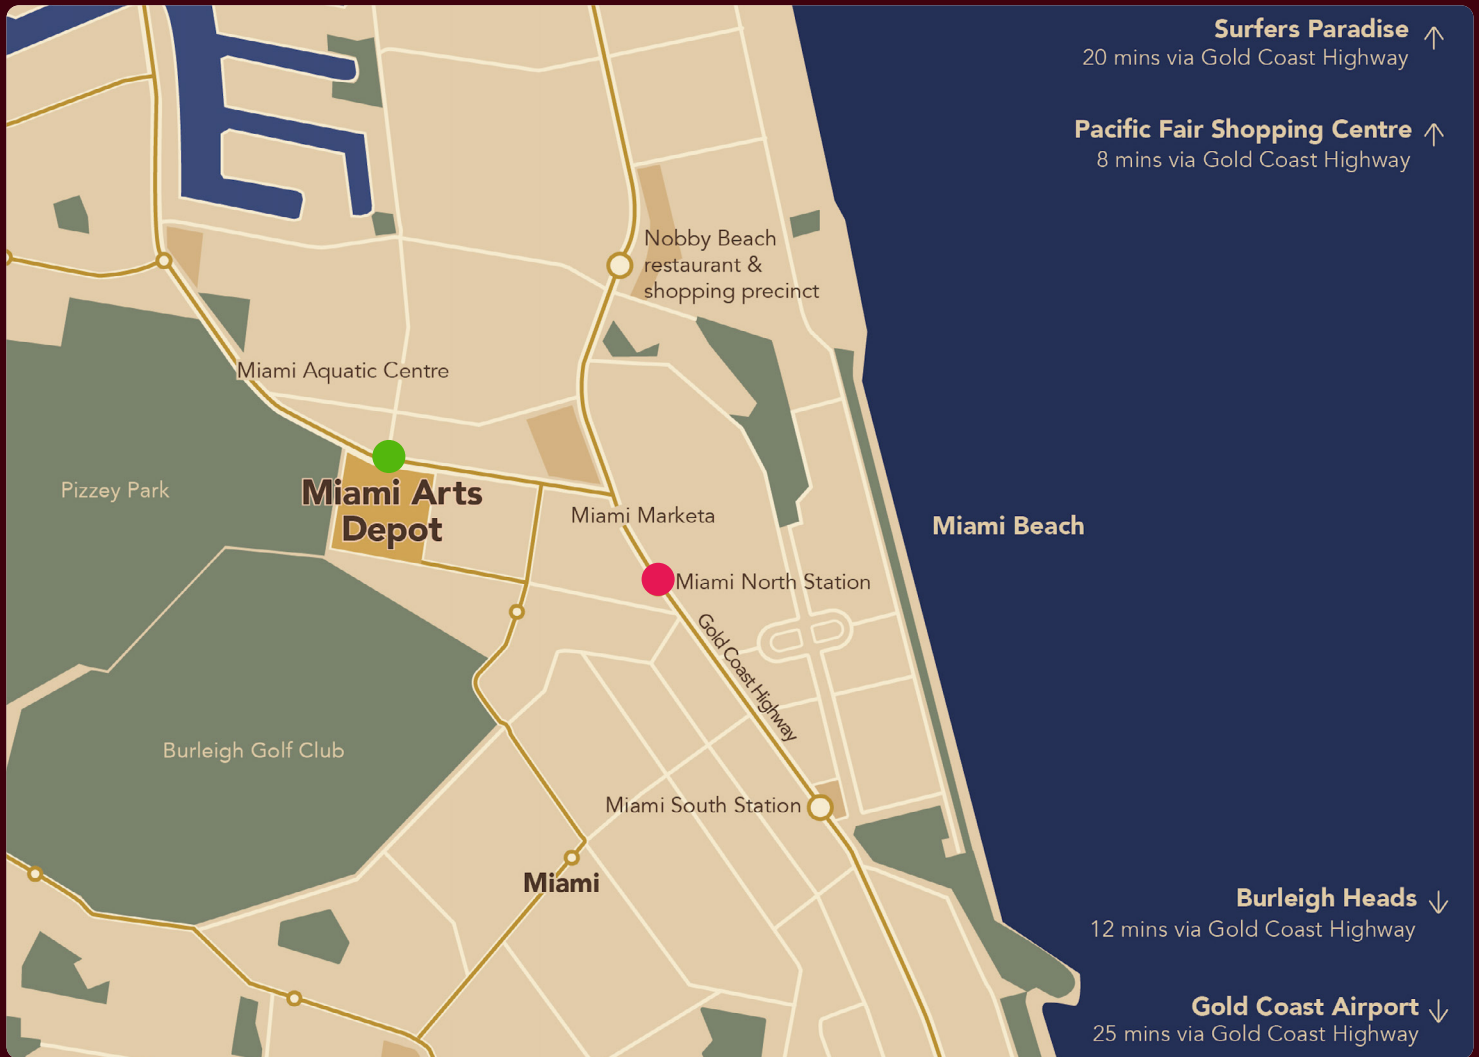 Surfers Paradise
20 mins via Gold Coast Highway
Pacific Fair Shopping Centre
8 mins via Gold Coast Highway
Nobby Beach
restaurant &
shopping precinct
Miami Aquatic Centre
Pizzey Park
Miami Arts
Depot
Miami Marketa
Miami Beach
Miami North Station
Gold Coast Highway
Burleigh Golf Club
Miami South Station
Miami
Burleigh Heads
12 mins via Gold Coast Highway
Gold Coast Airport
25 mins via Gold Coast Highway